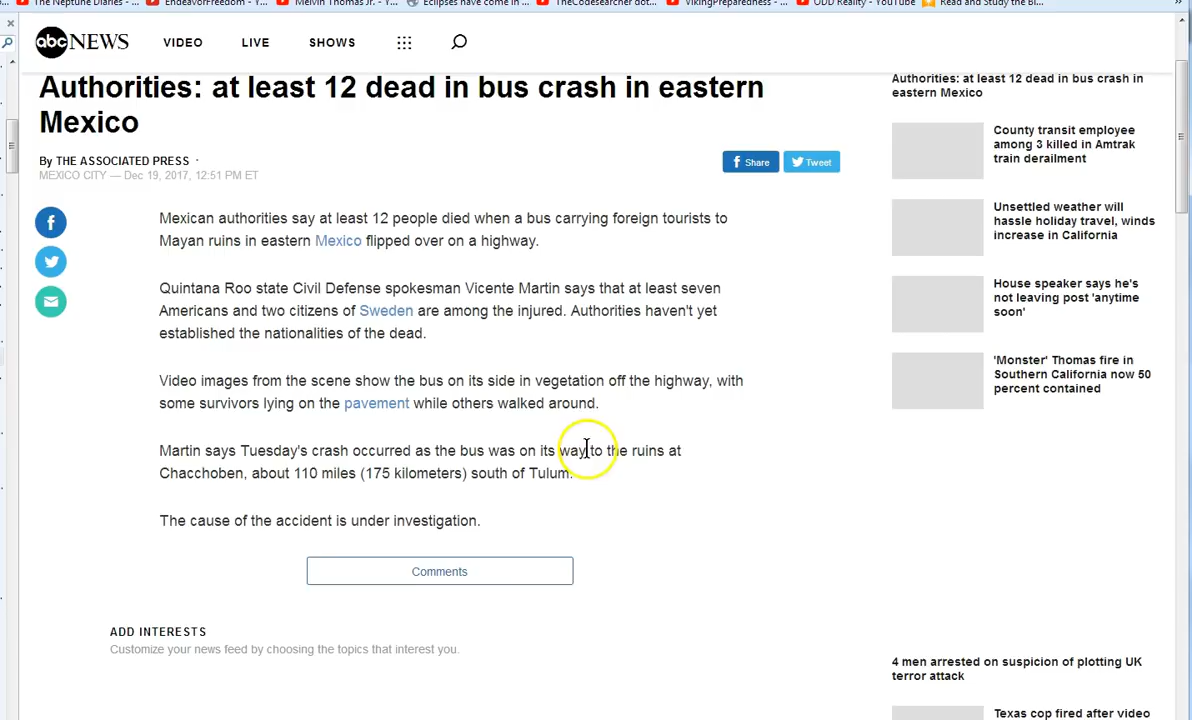 The Neptune Diaries - ...
EndeavorFreedom - Y...
Melvin Thomas Jr. - Y...
Eclipses have come in ...
TheCodesearcher dot...
VikingPreparedness - ...
ODD Reality - YouTube
Read and Study the Bi...
abc NEWS VIDEO LIVE SHOWS
Authorities: at least 12 dead in bus crash in eastern
Mexico
By THE ASSOCIATED PRESS ·
MEXICO CITY — Dec 19, 2017, 12:51 PM ET
Share
Tweet
Mexican authorities say at least 12 people died when a bus carrying foreign tourists to
Mayan ruins in eastern Mexico flipped over on a highway.
Quintana Roo state Civil Defense spokesman Vicente Martin says that at least seven
Americans and two citizens of Sweden are among the injured. Authorities haven't yet
established the nationalities of the dead.
Video images from the scene show the bus on its side in vegetation off the highway, with
some survivors lying on the pavement while others walked around.
Martin says Tuesday's crash occurred as the bus was on its way to the ruins at
Chacchoben, about 110 miles (175 kilometers) south of Tulum.
The cause of the accident is under investigation.
Comments
ADD INTERESTS
Customize your news feed by choosing the topics that interest you.
Authorities: at least 12 dead in bus crash in
eastern Mexico
County transit employee
among 3 killed in Amtrak
train derailment
Unsettled weather will
hassle holiday travel, winds
increase in California
House speaker says he's
not leaving post 'anytime
soon'
'Monster' Thomas fire in
Southern California now 50
percent contained
4 men arrested on suspicion of plotting UK
terror attack
Texas cop fired after video